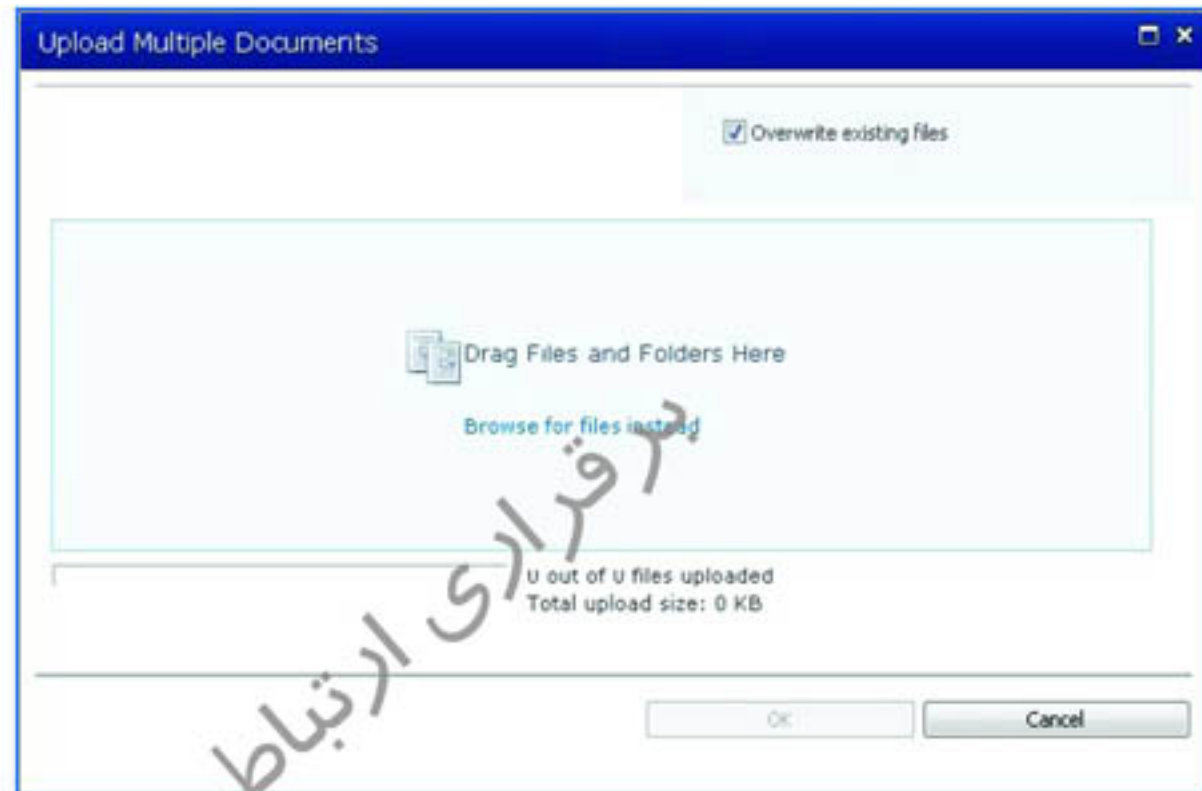 Upload Multiple Documents
Overwrite existing files
Drag Files and Folders Here
Browse for files instead
0 out of 0 files uploaded
Total upload size: 0 KB
OK
Cancel
برقراری ارتباط